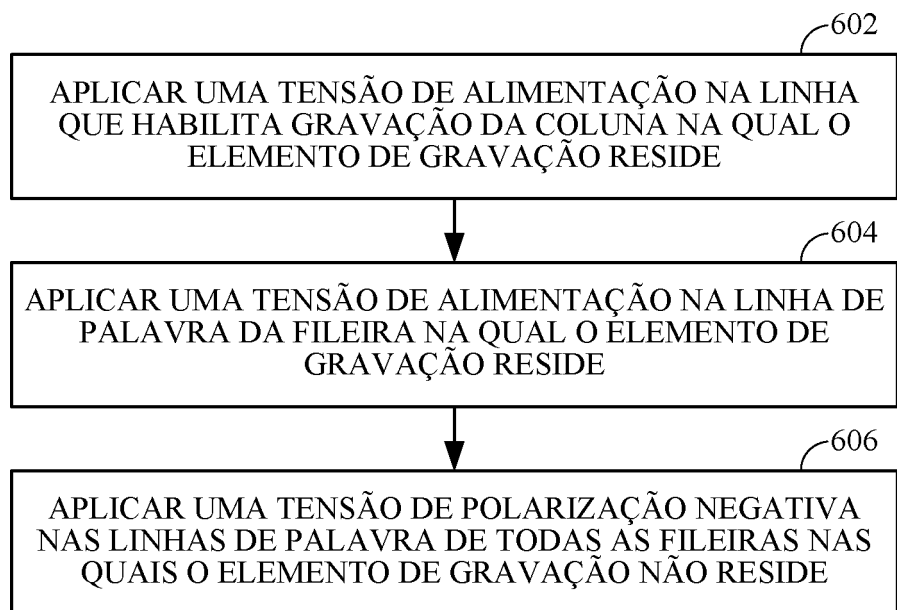 602
APLICAR UMA TENSÃO DE ALIMENTAÇÃO NA LINHA
QUE HABILITA GRAVAÇÃO DA COLUNA NA QUAL O
ELEMENTO DE GRAVAÇÃO RESIDE
604
APLICAR UMA TENSÃO DE ALIMENTAÇÃO NA LINHA DE
PALAVRA DA FILEIRA NA QUAL O ELEMENTO DE
GRAVAÇÃO RESIDE
606
APLICAR UMA TENSÃO DE POLARIZAÇÃO NEGATIVA
NAS LINHAS DE PALAVRA DE TODAS AS FILEIRAS NAS
QUAIS O ELEMENTO DE GRAVAÇÃO NÃO RESIDE